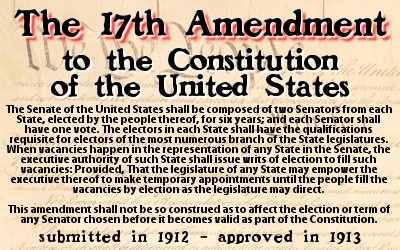 The 17th Amendment
to the Constitution
of the United States
The Senate of the United States shall be composed of two Senators from each
State, elected by the people thereof, for six years; and each Senator shall
have one vote. The electors in each State shall have the qualifications
requisite for electors of the most numerous branch of the State legislatures.
When vacancies happen in the representation of any State in the Senate, the
executive authority of such State shall issue writs of election to fill such
vacancies: Provided, That the legislature of any State may empower the
executive thereof to make temporary appointments until the people fill the
vacancies by election as the legislature may direct.
This amendment shall not be so construed as to affect the election or term of
any Senator chosen before it becomes valid as part of the Constitution.
submitted in 1912 - approved in 1913